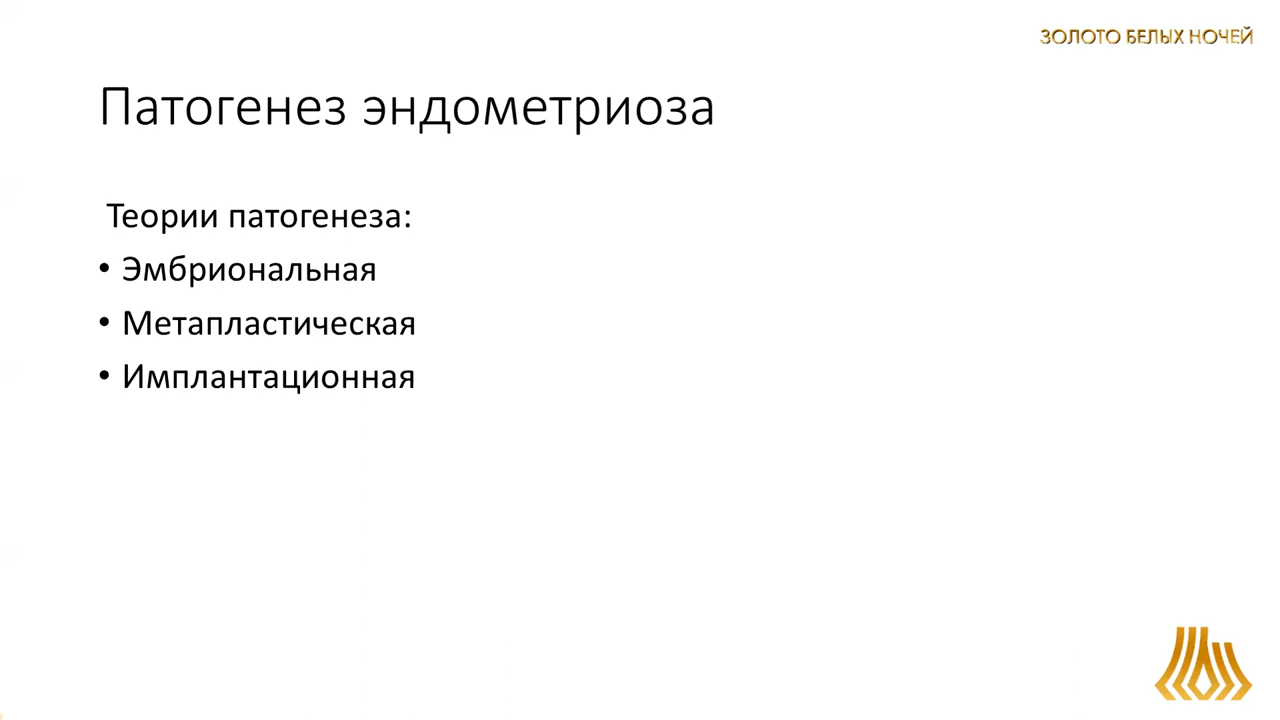 ЗОЛОТО БЕЛЫХ НОЧЕЙ
Патогенез эндометриоза
Теории патогенеза:
• Эмбриональная
• Метапластическая
• Имплантационная